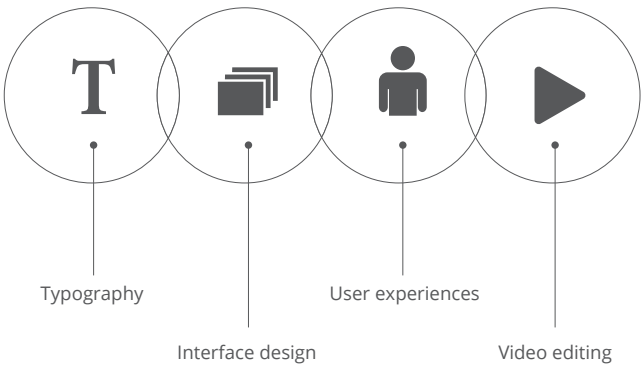 T
Typography
User experiences
Interface design
Video editing